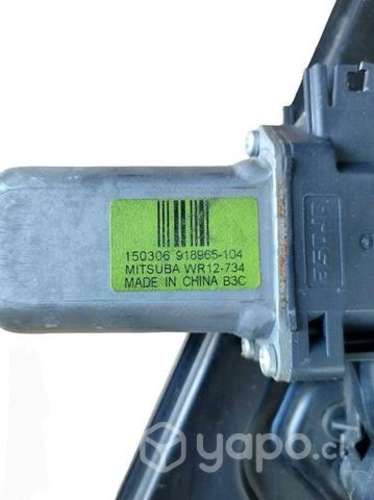 150306 918965-104
MITSUBA WR12-734
MADE IN CHINA B3C
yapo.cl